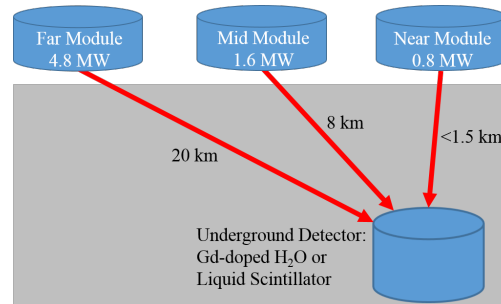 Far Module
4.8 MW
Mid Module
1.6 MW
Near Module
0.8 MW
20 km
8 km
<1.5 km
Underground Detector:
Gd-doped H₂O or
Liquid Scintillator